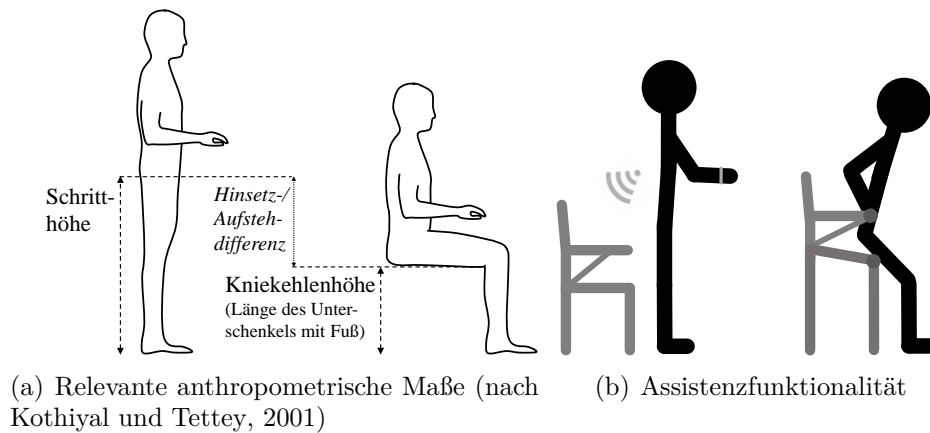 Schritt-
höhe
Hinsetz-/
Aufsteh-
differenz
Kniekehlenhöhe
(Länge des Unter-
schenkels mit Fuß)
(a) Relevante anthropometrische Maße (nach
Kothiyal und Tettey, 2001)
(b) Assistenzfunktionalität